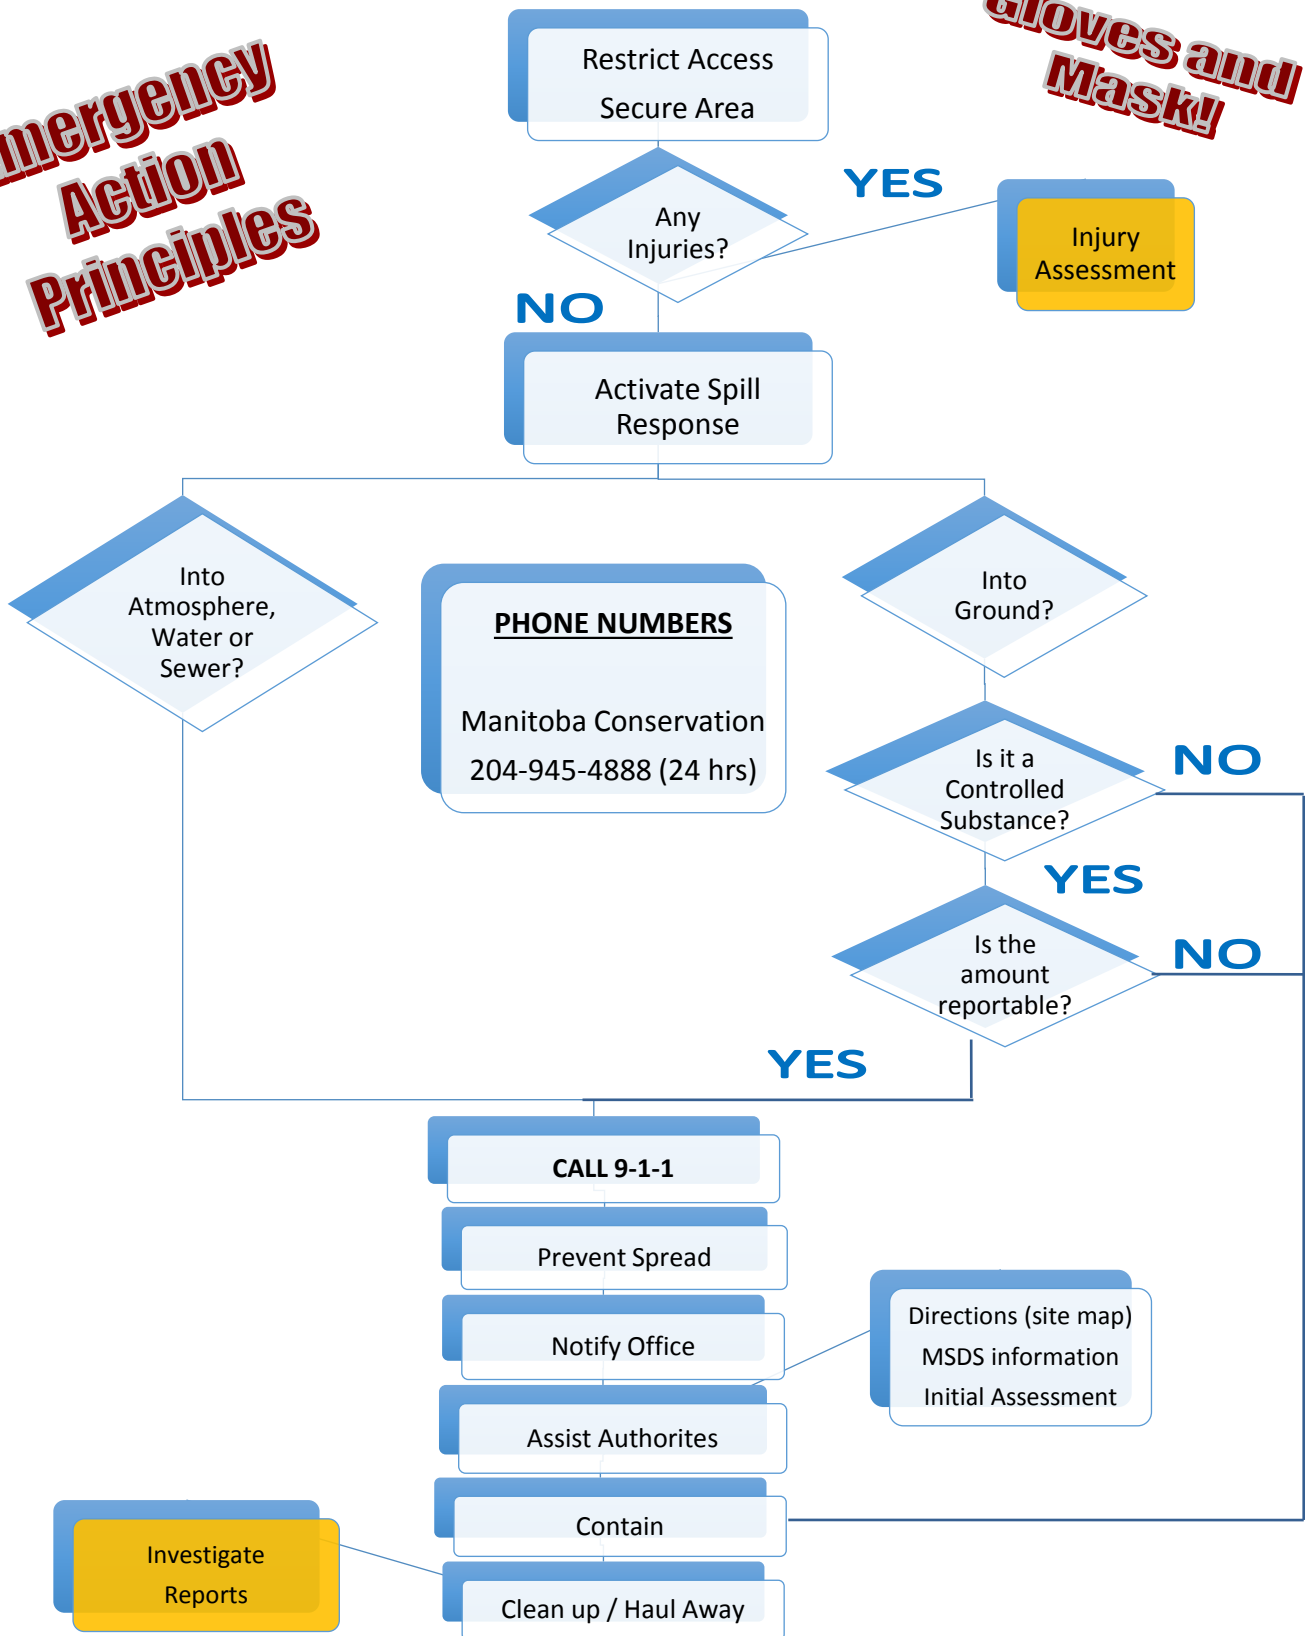 Emergency
Action
Principles
Gloves and
Mask!
Restrict Access
Secure Area
Any
Injuries?
YES
Injury
Assessment
NO
Activate Spill
Response
Into
Atmosphere,
Water or
Sewer?
PHONE NUMBERS
Manitoba Conservation
204-945-4888 (24 hrs)
Into
Ground?
Is it a
Controlled
Substance?
NO
YES
Is the
amount
reportable?
NO
YES
CALL 9-1-1
Prevent Spread
Notify Office
Directions (site map)
MSDS information
Initial Assessment
Assist Authorites
Contain
Investigate
Reports
Clean up / Haul Away